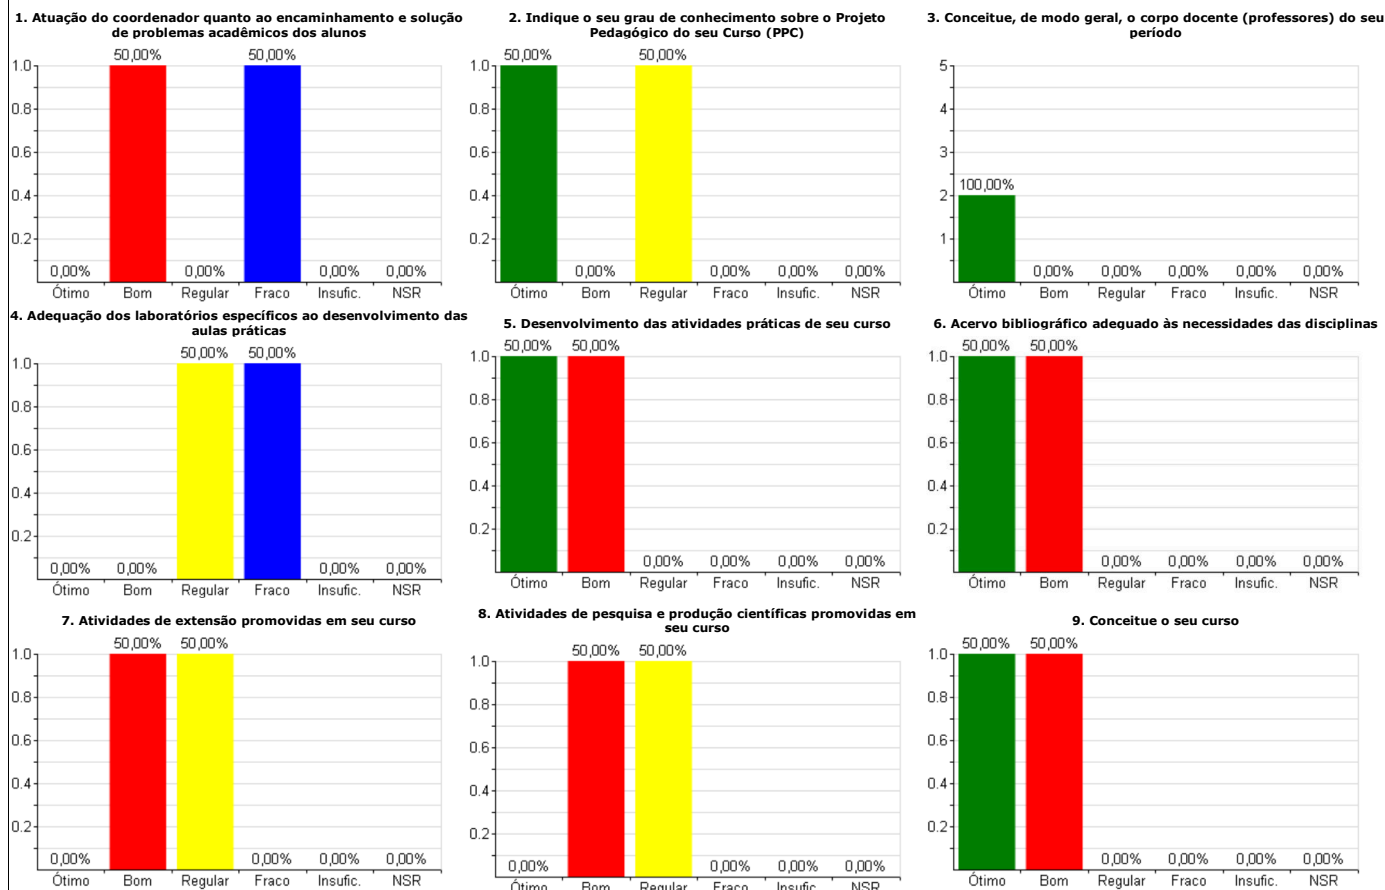 1. Atuação do coordenador quanto ao encaminhamento e solução
de problemas acadêmicos dos alunos
50,00% 50,00%
1.0
0.8
0.6
0.4
0.2
0,00% 0,00% 0,00% 0,00%
Ótimo Bom Regular Fraco Insufic. NSR
2. Indique o seu grau de conhecimento sobre o Projeto
Pedagógico do seu Curso (PPC)
50,00% 50,00%
1.0
0.8
0.6
0.4
0.2
0,00% 0,00% 0,00% 0,00%
Ótimo Bom Regular Fraco Insufic. NSR
3. Conceitue, de modo geral, o corpo docente (professores) do seu
período
5
4
3
100,00%
2
1
0,00% 0,00% 0,00% 0,00% 0,00%
Ótimo Bom Regular Fraco Insufic. NSR
4. Adequação dos laboratórios específicos ao desenvolvimento das
aulas práticas
50,00% 50,00%
1.0
0.8
0.6
0.4
0.2
0,00% 0,00% 0,00% 0,00%
Ótimo Bom Regular Fraco Insufic. NSR
5. Desenvolvimento das atividades práticas de seu curso
50,00% 50,00%
1.0
0.8
0.6
0.4
0.2
0,00% 0,00% 0,00% 0,00%
Ótimo Bom Regular Fraco Insufic. NSR
6. Acervo bibliográfico adequado às necessidades das disciplinas
50,00% 50,00%
1.0
0.8
0.6
0.4
0.2
0,00% 0,00% 0,00% 0,00%
Ótimo Bom Regular Fraco Insufic. NSR
7. Atividades de extensão promovidas em seu curso
50,00% 50,00%
1.0
0.8
0.6
0.4
0.2
0,00% 0,00% 0,00% 0,00%
Ótimo Bom Regular Fraco Insufic. NSR
8. Atividades de pesquisa e produção científicas promovidas em
seu curso
50,00% 50,00%
1.0
0.8
0.6
0.4
0.2
0,00% 0,00% 0,00% 0,00%
Ótimo Bom Regular Fraco Insufic. NSR
9. Conceitue o seu curso
50,00% 50,00%
1.0
0.8
0.6
0.4
0.2
0,00% 0,00% 0,00% 0,00%
Ótimo Bom Regular Fraco Insufic. NSR